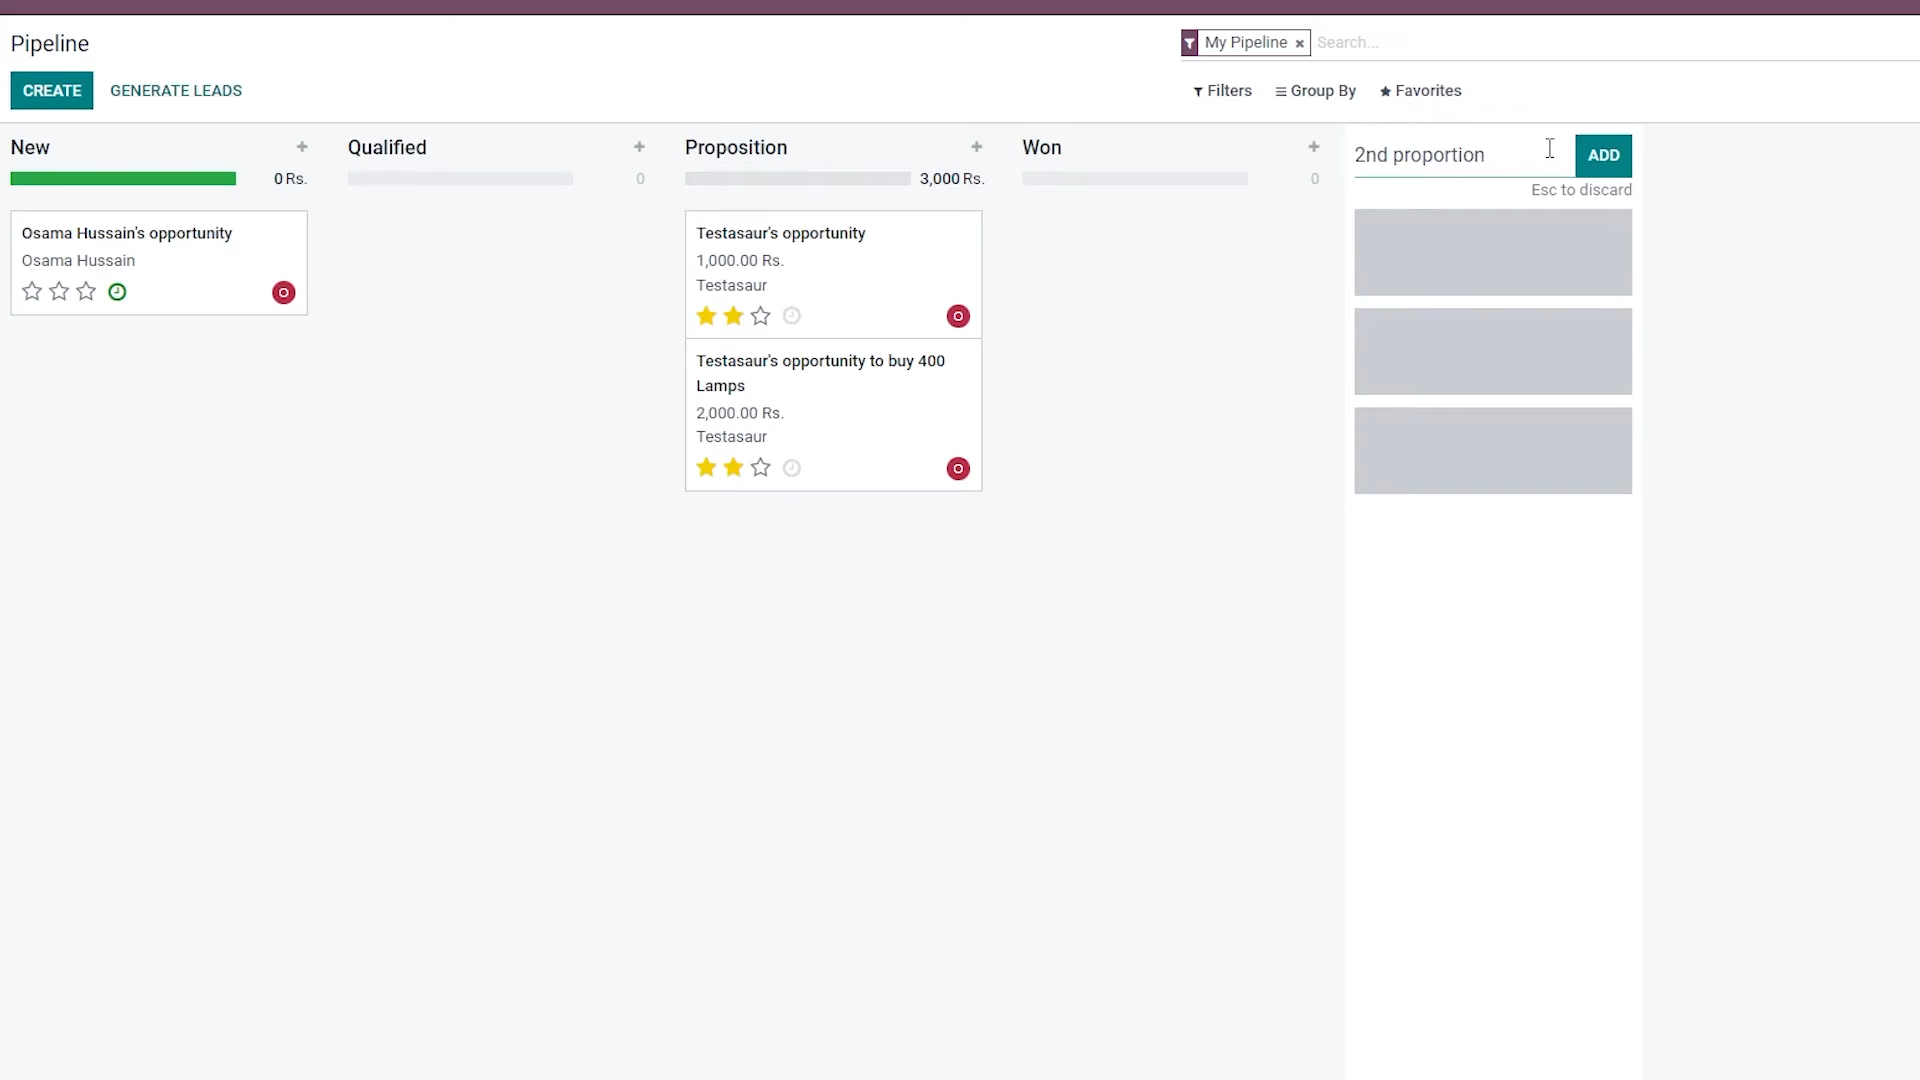 Pipeline
My Pipeline × Search...
CREATE GENERATE LEADS
Filters Group By Favorites
New +
0 Rs.
Osama Hussain's opportunity
Osama Hussain
O
Qualified +
0
Proposition +
3,000 Rs.
Testasaur's opportunity
1,000.00 Rs.
Testasaur
O
Testasaur's opportunity to buy 400
Lamps
2,000.00 Rs.
Testasaur
O
Won +
0
2nd proportion ADD
Esc to discard